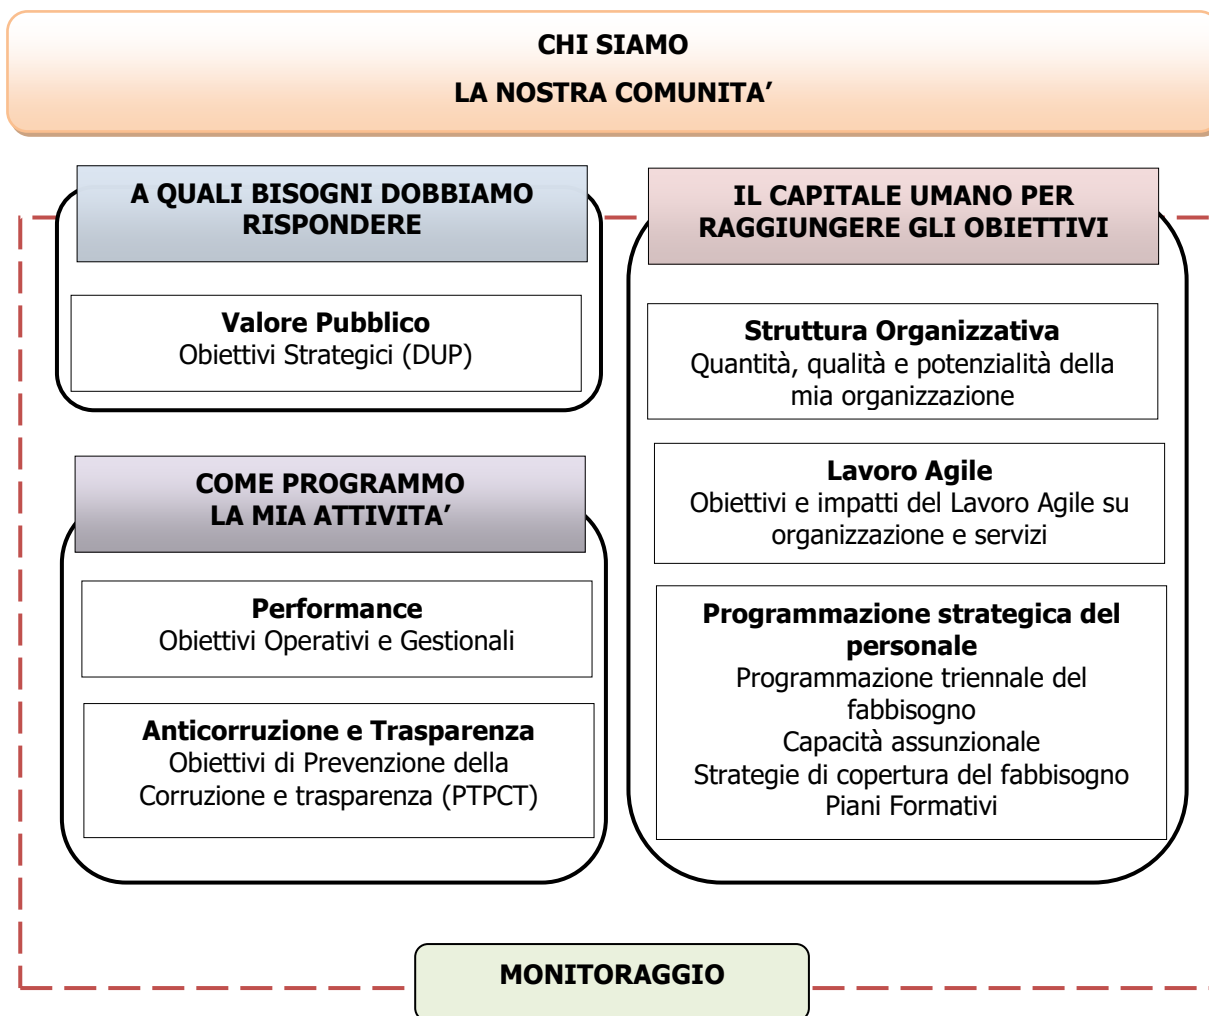 CHI SIAMO
LA NOSTRA COMUNITA’
A QUALI BISOGNI DOBBIAMO
RISPONDERE
Valore Pubblico
Obiettivi Strategici (DUP)
COME PROGRAMMO
LA MIA ATTIVITA’
Performance
Obiettivi Operativi e Gestionali
Anticorruzione e Trasparenza
Obiettivi di Prevenzione della
Corruzione e trasparenza (PTPCT)
IL CAPITALE UMANO PER
RAGGIUNGERE GLI OBIETTIVI
Struttura Organizzativa
Quantità, qualità e potenzialità della
mia organizzazione
Lavoro Agile
Obiettivi e impatti del Lavoro Agile su
organizzazione e servizi
Programmazione strategica del
personale
Programmazione triennale del
fabbisogno
Capacità assunzionale
Strategie di copertura del fabbisogno
Piani Formativi
MONITORAGGIO